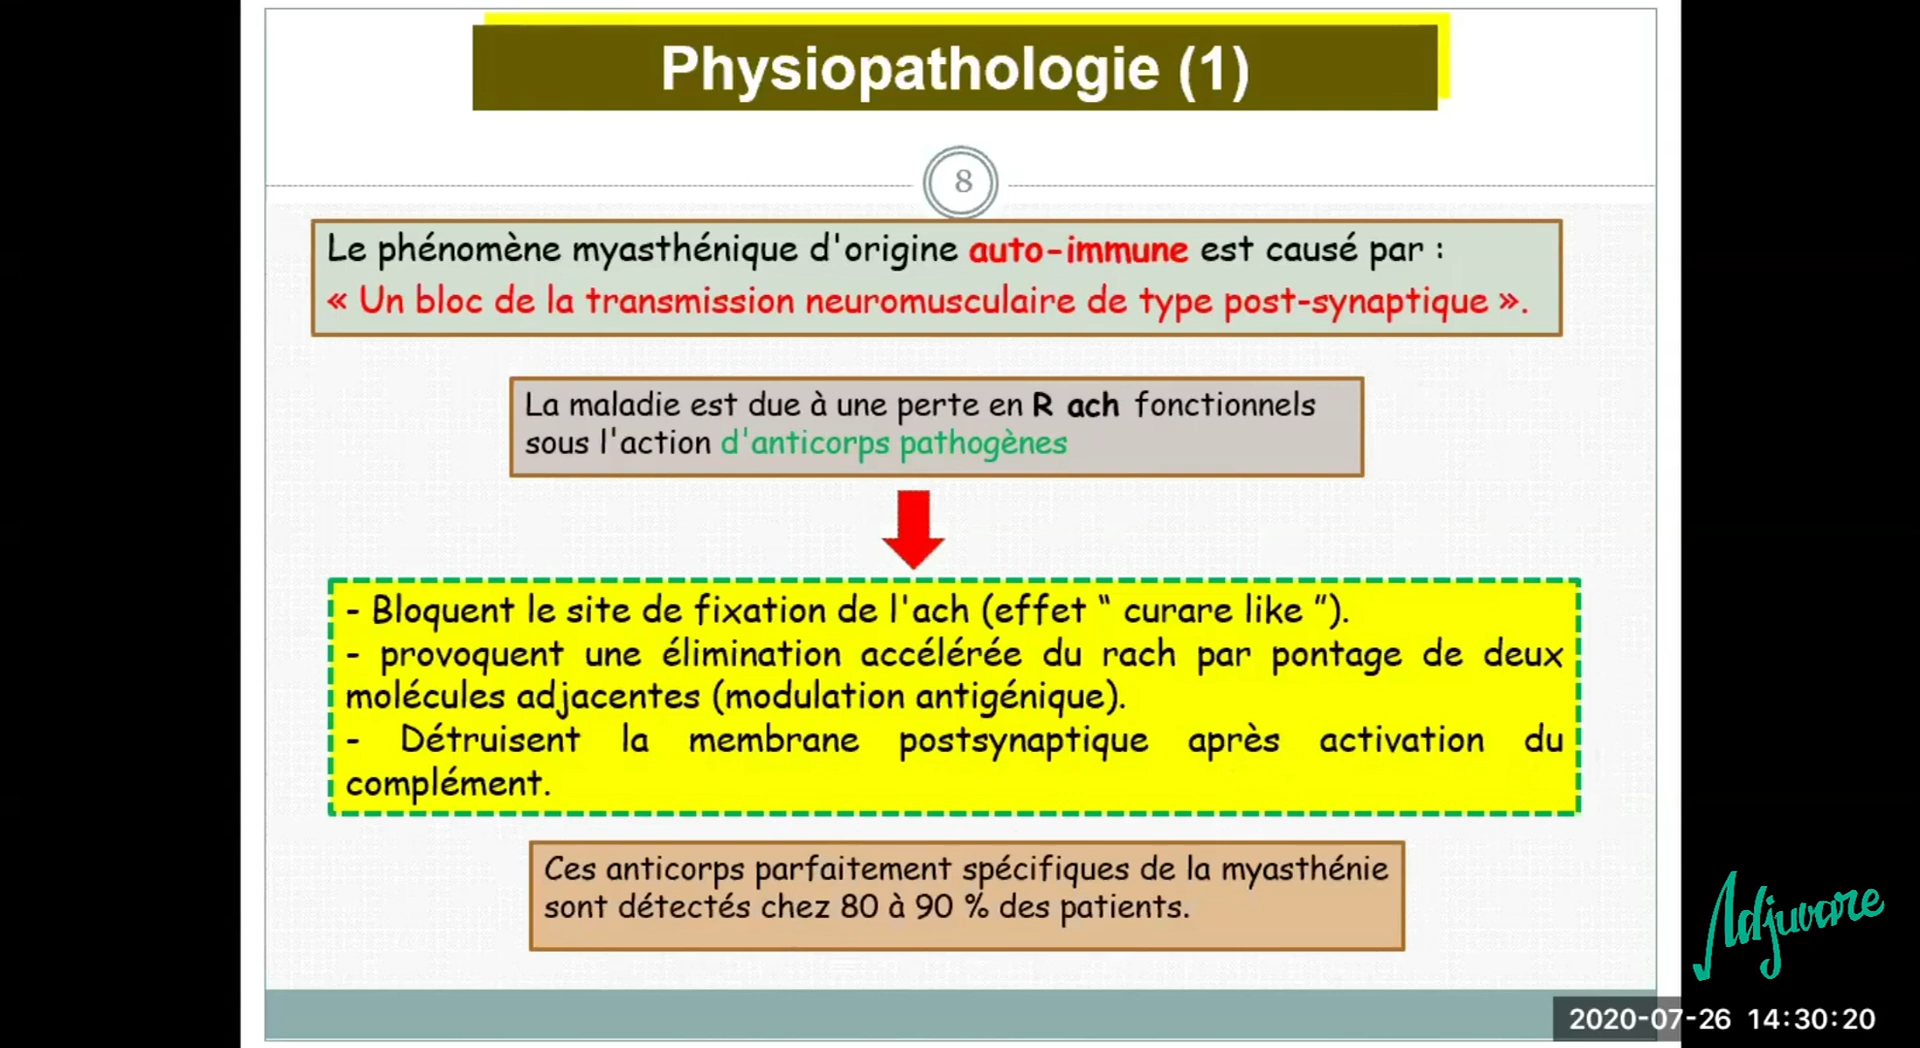 Physiopathologie (1)
8
Le phénomène myasthénique d'origine auto-immune est causé par :
« Un bloc de la transmission neuromusculaire de type post-synaptique ».
La maladie est due à une perte en R ach fonctionnels
sous l'action d'anticorps pathogènes
- Bloquent le site de fixation de l'ach (effet “ curare like ”).
- provoquent une élimination accélérée du rach par pontage de deux
molécules adjacentes (modulation antigénique).
- Détruisent la membrane postsynaptique après activation du
complément.
Ces anticorps parfaitement spécifiques de la myasthénie
sont détectés chez 80 à 90 % des patients.
Adjuvare
2020-07-26 14:30:20